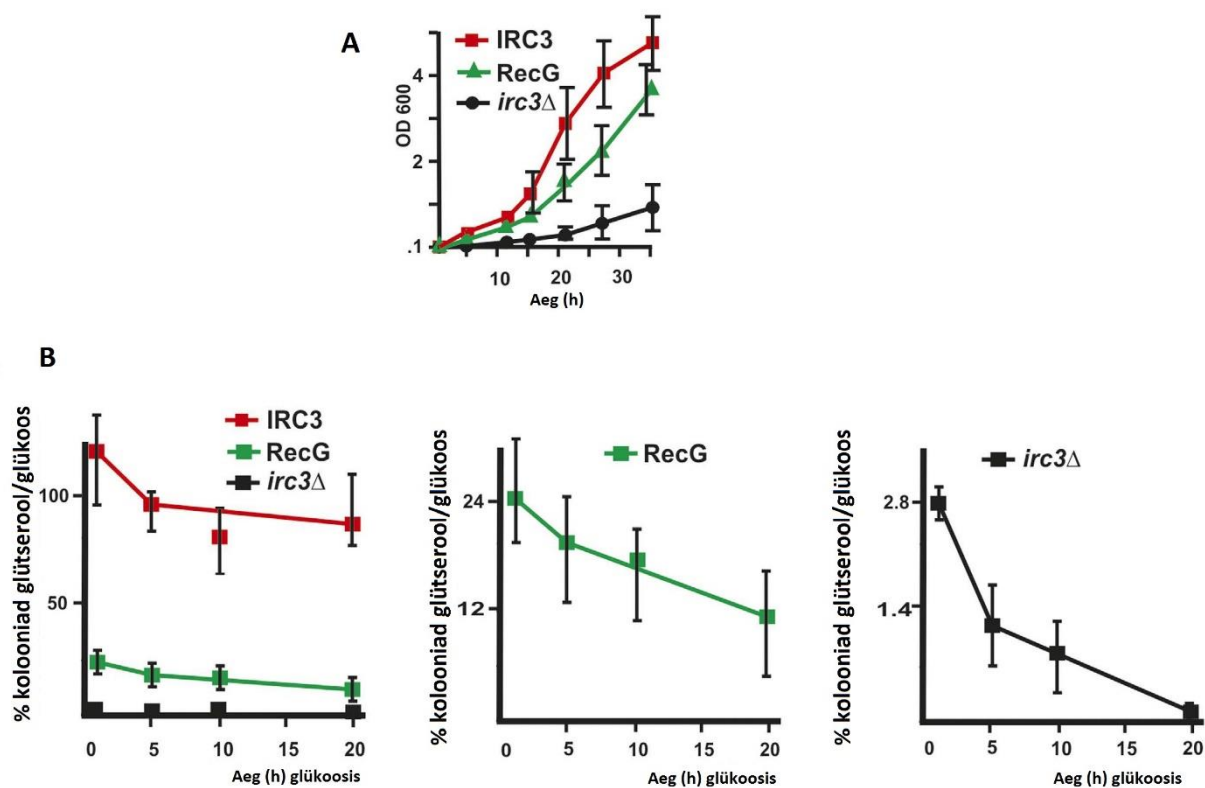 A
IRC3
RecG
irc3Δ
OD 600
4
2
.1
10 20 30
Aeg (h)
B
% kolooniad glütserool/glükoos
IRC3
RecG
irc3Δ
100
50
0 5 10 15 20
Aeg (h) glükoosis
% kolooniad glütserool/glükoos
RecG
24
12
0 5 10 15 20
Aeg (h) glükoosis
% kolooniad glütserool/glükoos
irc3Δ
2.8
1.4
0 5 10 15 20
Aeg (h) glükoosis